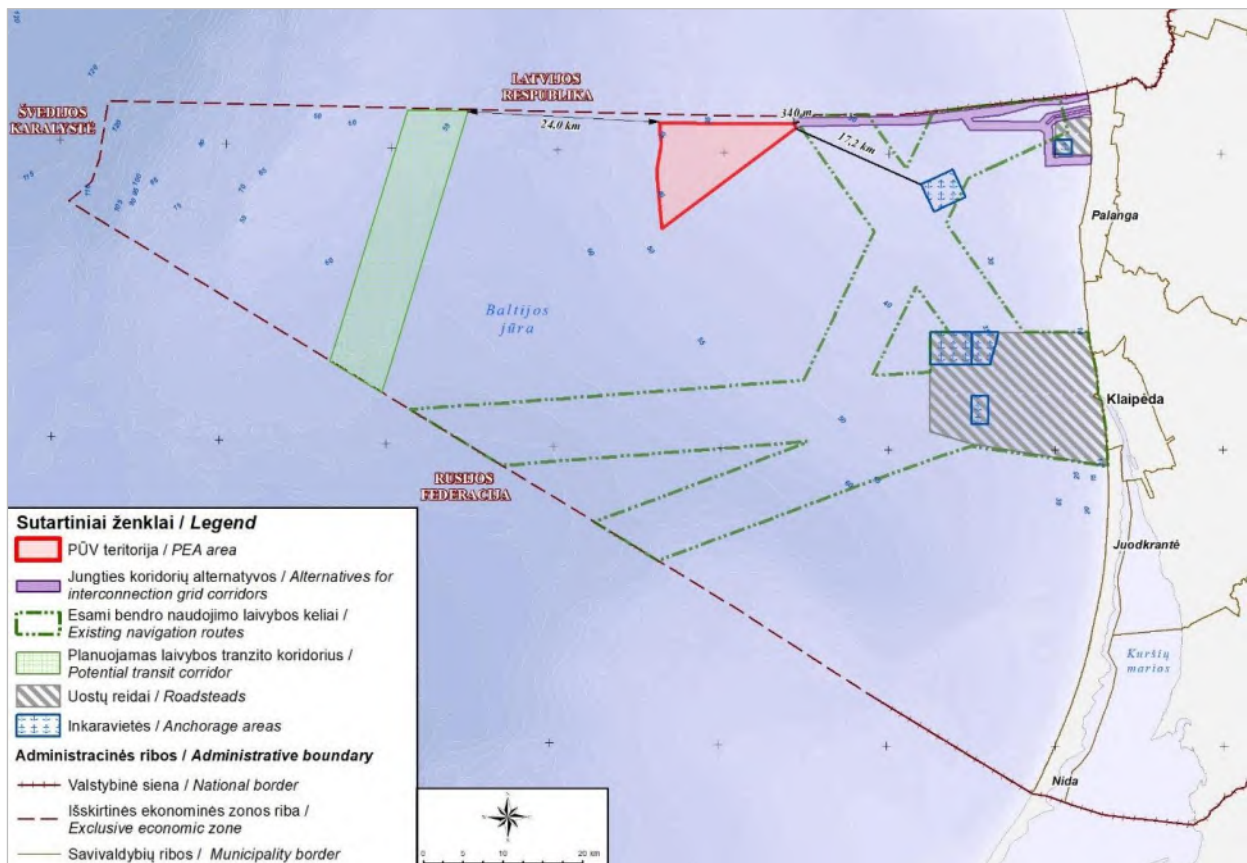 LATVIJOS
RESPUBLIKA
ŠVEDIJOS
KARALYSTĖ
24,0 km
340 m
17,2 km
Palanga
Baltijos
jūra
Klaipėda
RUSIJOS
FEDERACIJA
Juodkrantė
Kuršių
marios
Nida
Sutartiniai ženklai / Legend
PŪV teritorija / PEA area
Jungties koridorių alternatyvos / Alternatives for
interconnection grid corridors
Esami bendro naudojimo laivybos keliai /
Existing navigation routes
Planuojamas laivybos tranzito koridorius /
Potential transit corridor
Uostų reidai / Roadsteads
Inkaravietės / Anchorage areas
Administracinės ribos / Administrative boundary
Valstybinė siena / National border
Išskirtinės ekonominės zonos riba /
Exclusive economic zone
Savivaldybių ribos / Municipality border
0 5 10 20 km